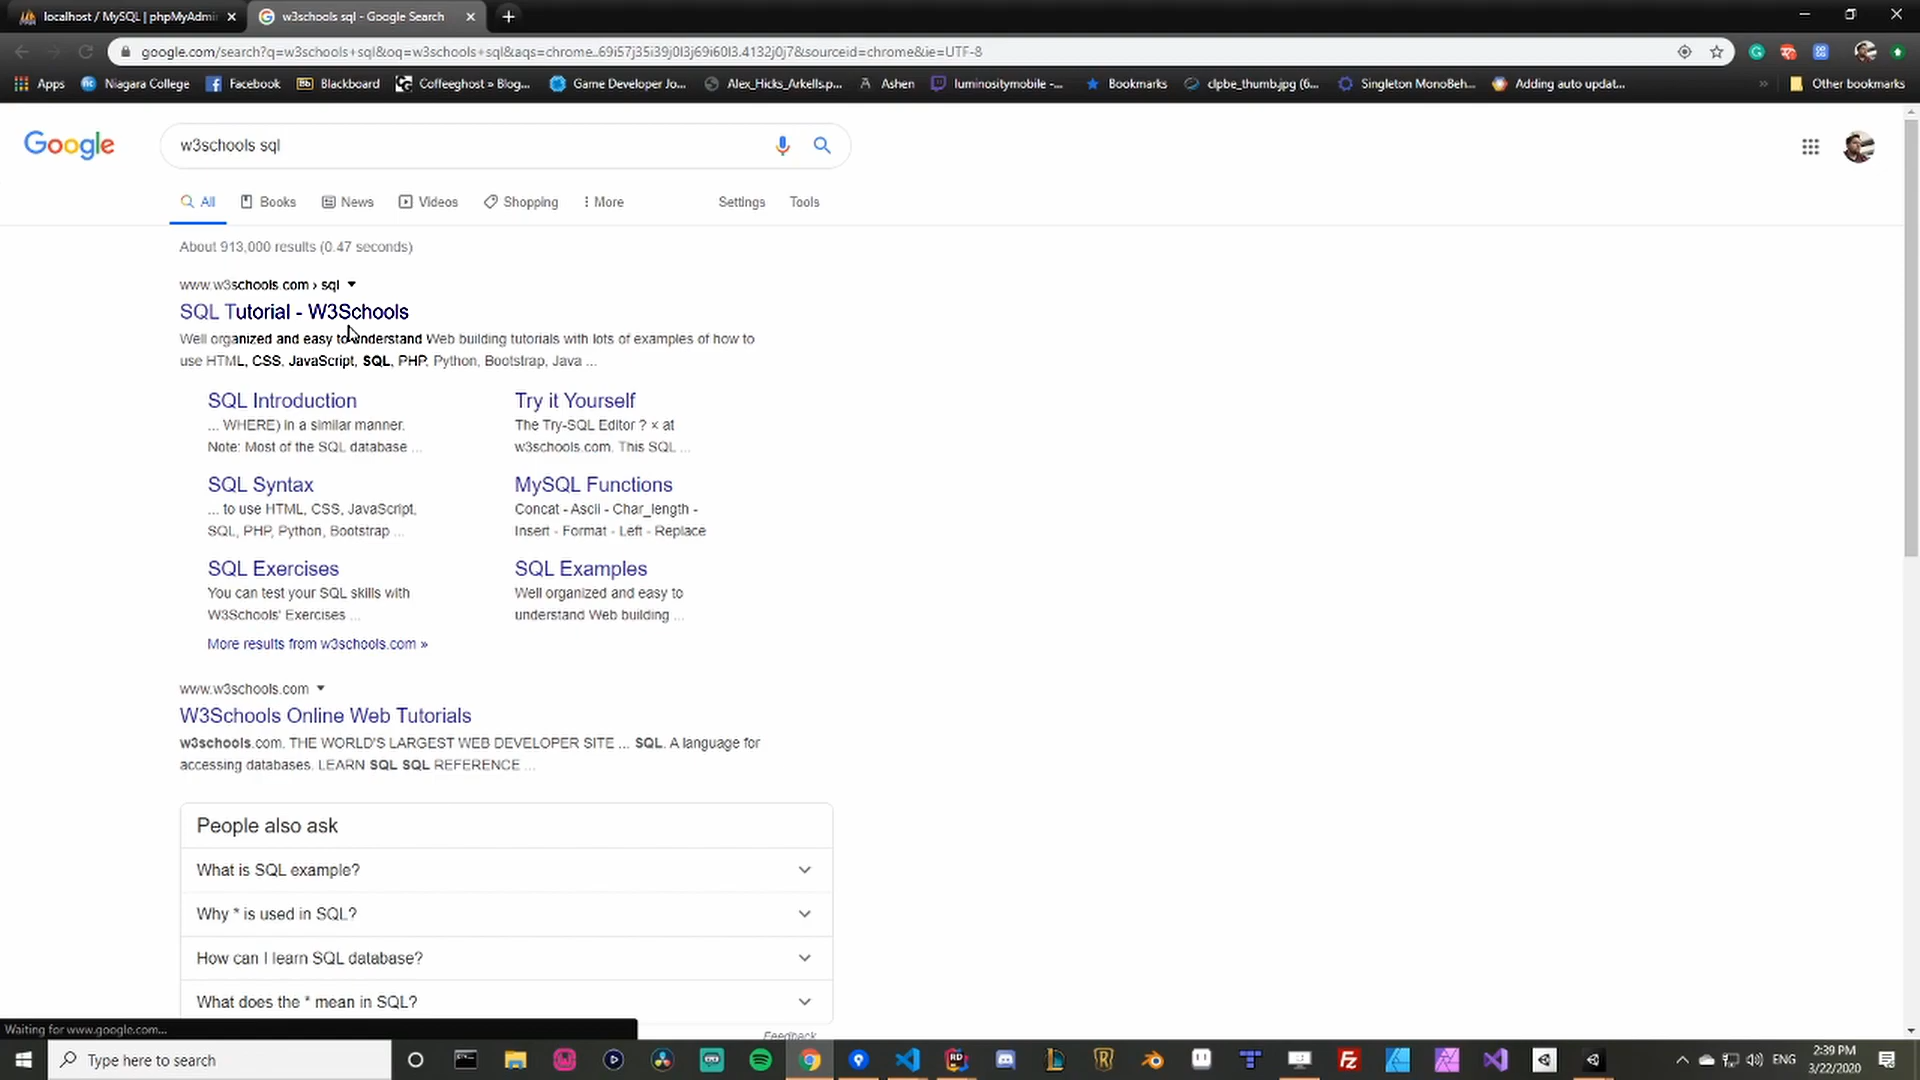 localhost / MySQL | phpMyAdmin
w3schools sql - Google Search
google.com/search?q=w3schools+sql&oq=w3schools+sql&aqs=chrome..69i57j35i39j0l3j69i60l3.4132j0j7&sourceid=chrome&ie=UTF-8
Apps Niagara College Facebook Blackboard Coffeeghost » Blog... Game Developer Jo... Alex_Hicks_Arkells.p... Ashen luminositymobile -... Bookmarks clpbe_thumb.jpg (6... Singleton MonoBeh... Adding auto updat... » Other bookmarks
Google
w3schools sql
All Books News Videos Shopping More Settings Tools
About 913,000 results (0.47 seconds)
www.w3schools.com › sql
SQL Tutorial - W3Schools
Well organized and easy to understand Web building tutorials with lots of examples of how to
use HTML, CSS, JavaScript, SQL, PHP, Python, Bootstrap, Java ...
SQL Introduction
... WHERE) in a similar manner.
Note: Most of the SQL database ...
Try it Yourself
The Try-SQL Editor ? × at
w3schools.com. This SQL ...
SQL Syntax
... to use HTML, CSS, JavaScript,
SQL, PHP, Python, Bootstrap ...
MySQL Functions
Concat - Ascii - Char_length -
Insert - Format - Left - Replace
SQL Exercises
You can test your SQL skills with
W3Schools' Exercises ...
SQL Examples
Well organized and easy to
understand Web building ...
More results from w3schools.com »
www.w3schools.com
W3Schools Online Web Tutorials
w3schools.com. THE WORLD'S LARGEST WEB DEVELOPER SITE ... SQL. A language for
accessing databases. LEARN SQL SQL REFERENCE ...
People also ask
What is SQL example?
Why * is used in SQL?
How can I learn SQL database?
What does the * mean in SQL?
Feedback
Waiting for www.google.com...
Type here to search
RD
Fz
ENG
2:39 PM
3/22/2020